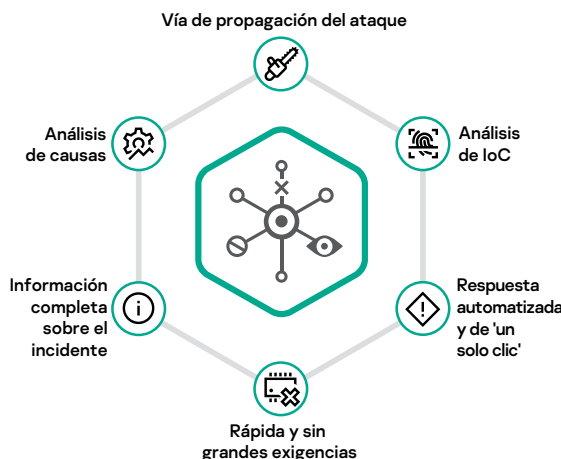 Vía de propagación del ataque
Análisis
de causas
Análisis
de IoC
Información
completa
sobre el
incidente
Respuesta
automatizada
y de 'un
solo clic'
Rápida y sin
grandes exigencias